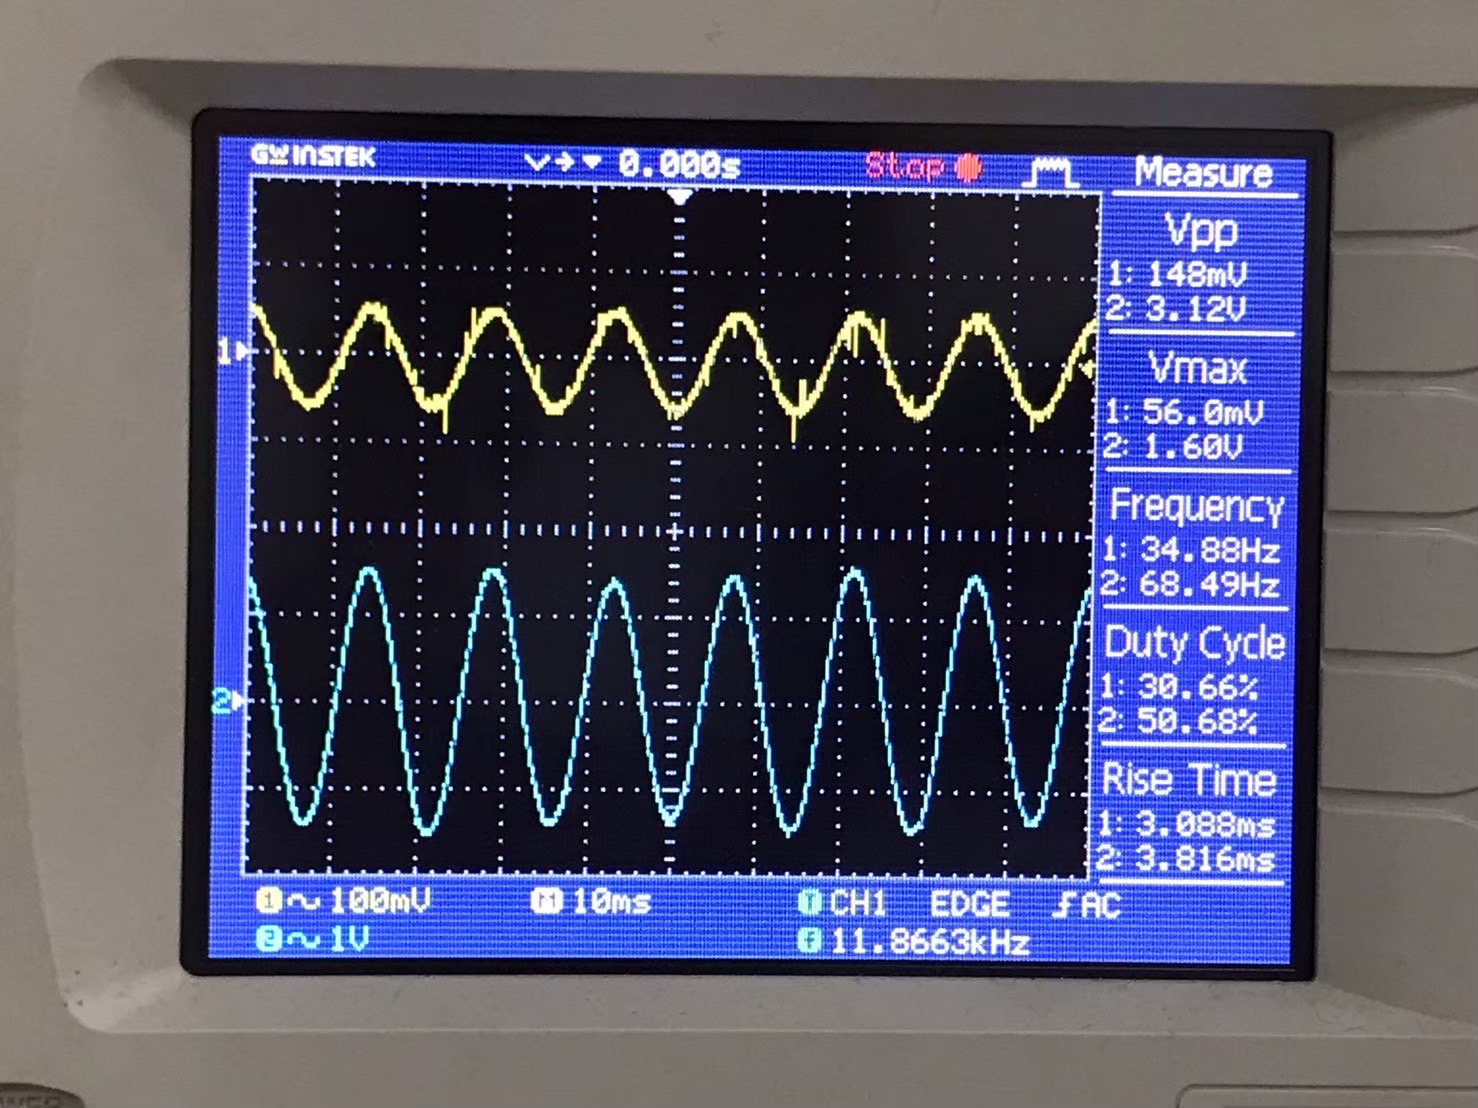 GWINSTEK 0.000s Stop Measure
Vpp
1: 148mV
2: 3.12V
Vmax
1: 56.0mV
2: 1.60V
Frequency
1: 34.88Hz
2: 68.49Hz
Duty Cycle
1: 30.66%
2: 50.68%
Rise Time
1: 3.088ms
2: 3.816ms
1
2
1 ~ 100mV M 10ms T CH1 EDGE AC
2 ~ 1V f 11.8663kHz